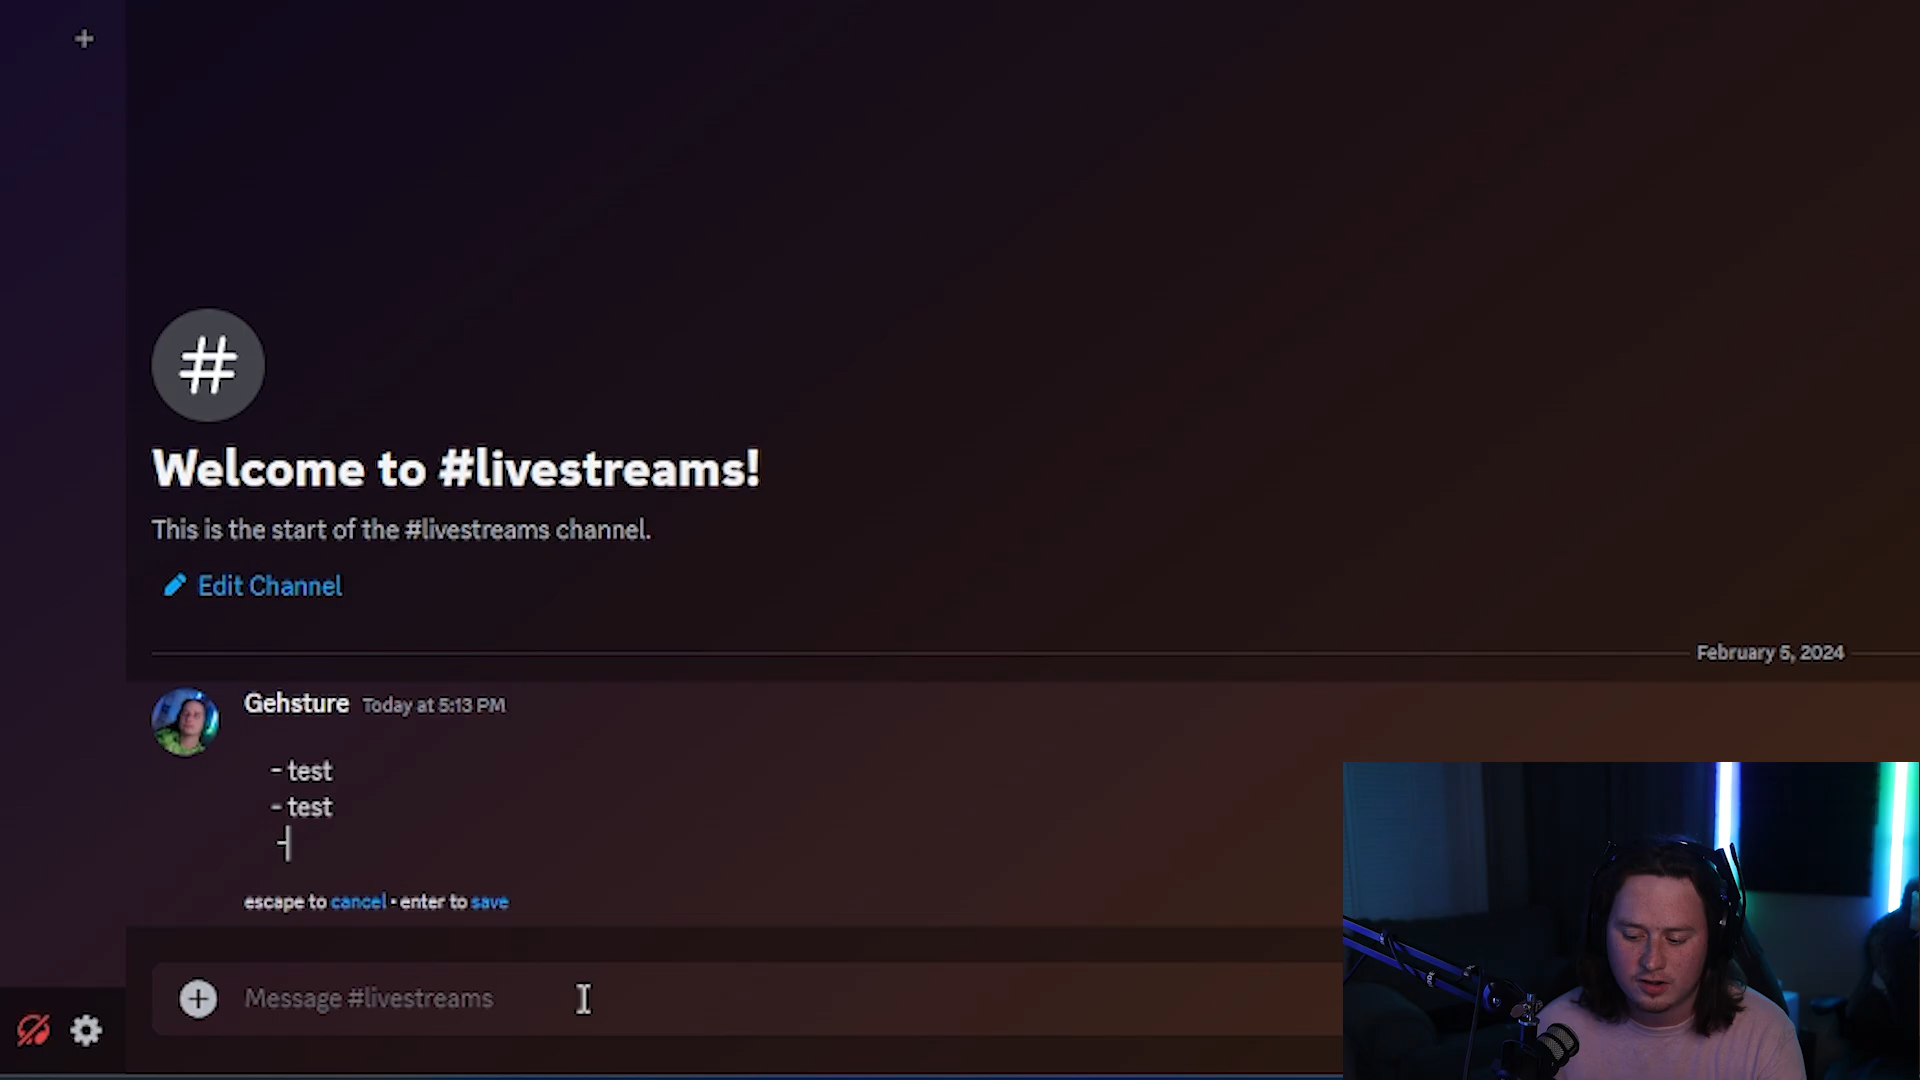 Welcome to #livestreams!
This is the start of the #livestreams channel.
Edit Channel
February 5, 2024
Gehsture Today at 5:13 PM
- test
- test
-
escape to cancel • enter to save
Message #livestreams